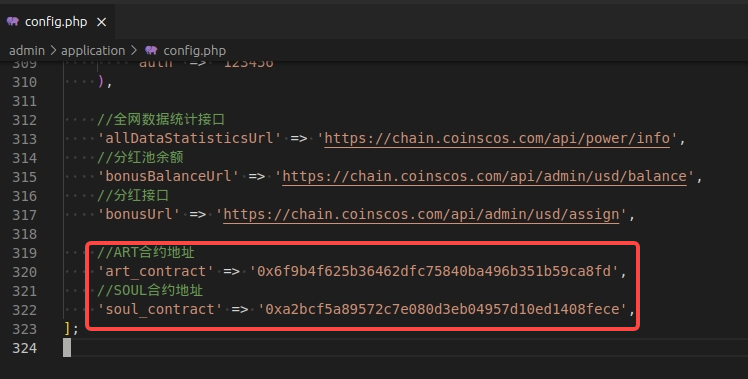 config.php
admin > application > config.php
309 'auth' => '123456'
310 ),
311
312 //全网数据统计接口
313 'allDataStatisticsUrl' => 'https://chain.coinscos.com/api/power/info',
314 //分红池余额
315 'bonusBalanceUrl' => 'https://chain.coinscos.com/api/admin/usd/balance',
316 //分红接口
317 'bonusUrl' => 'https://chain.coinscos.com/api/admin/usd/assign',
318
319 //ART合约地址
320 'art_contract' => '0x6f9b4f625b36462dfc75840ba496b351b59ca8fd',
321 //SOUL合约地址
322 'soul_contract' => '0xa2bcf5a89572c7e080d3eb04957d10ed1408fece',
323 ];
324